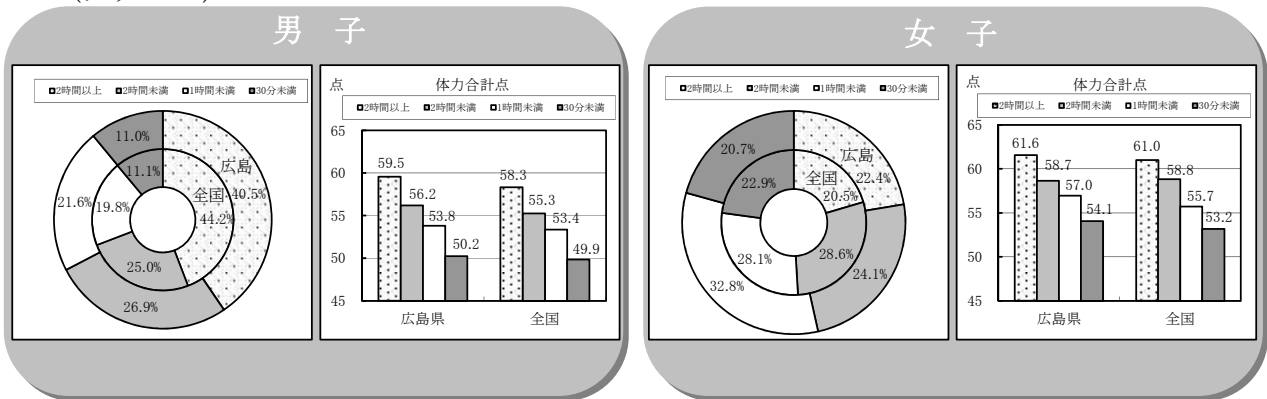 男 子
□2時間以上 □2時間未満 □1時間未満 ■30分未満
11.0%
11.1%
広島
全国
40.5%
44.2%
21.6%
19.8%
25.0%
26.9%
点
体力合計点
□2時間以上 □2時間未満 □1時間未満 ■30分未満
65
60
55
50
45
59.5
56.2
53.8
50.2
58.3
55.3
53.4
49.9
広島県
全国
女 子
□2時間以上 □2時間未満 □1時間未満 ■30分未満
20.7%
22.9%
広島
全国
22.4%
20.5%
28.1%
28.6%
32.8%
24.1%
点
体力合計点
□2時間以上 □2時間未満 □1時間未満 ■30分未満
65
60
55
50
45
61.6
58.7
57.0
54.1
61.0
58.8
55.7
53.2
広島県
全国